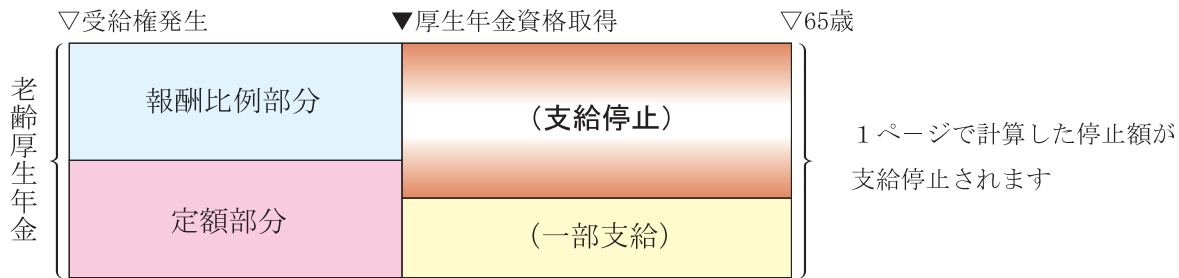 ▽受給権発生
▼厚生年金資格取得
▽65歳
老齢厚生年金
報酬比例部分
定額部分
(支給停止)
(一部支給)
1ページで計算した停止額が
支給停止されます